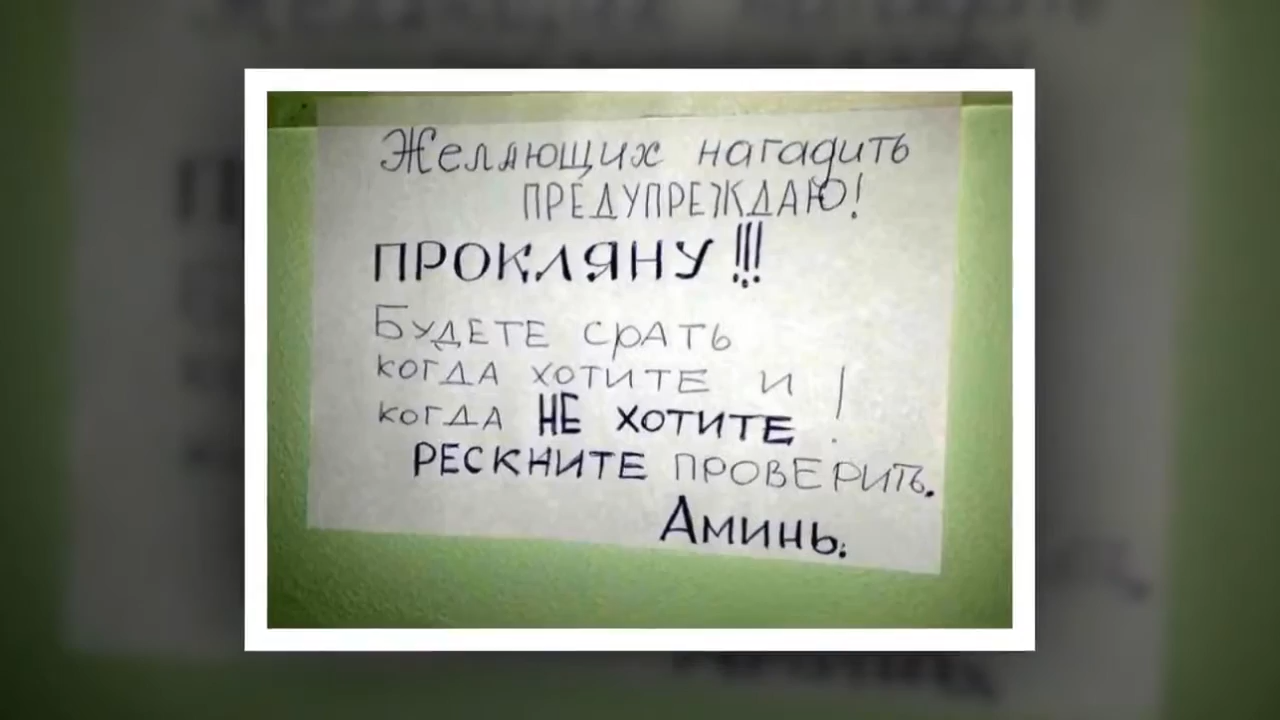 Желающих нагадить
ПРЕДУПРЕЖДАЮ!
ПРОКЛЯНУ!!!
БУДЕТЕ СРАТЬ
КОГДА ХОТИТЕ И
КОГДА НЕ ХОТИТЕ!
РЕСКНИТЕ ПРОВЕРИТЬ.
АМИНЬ.